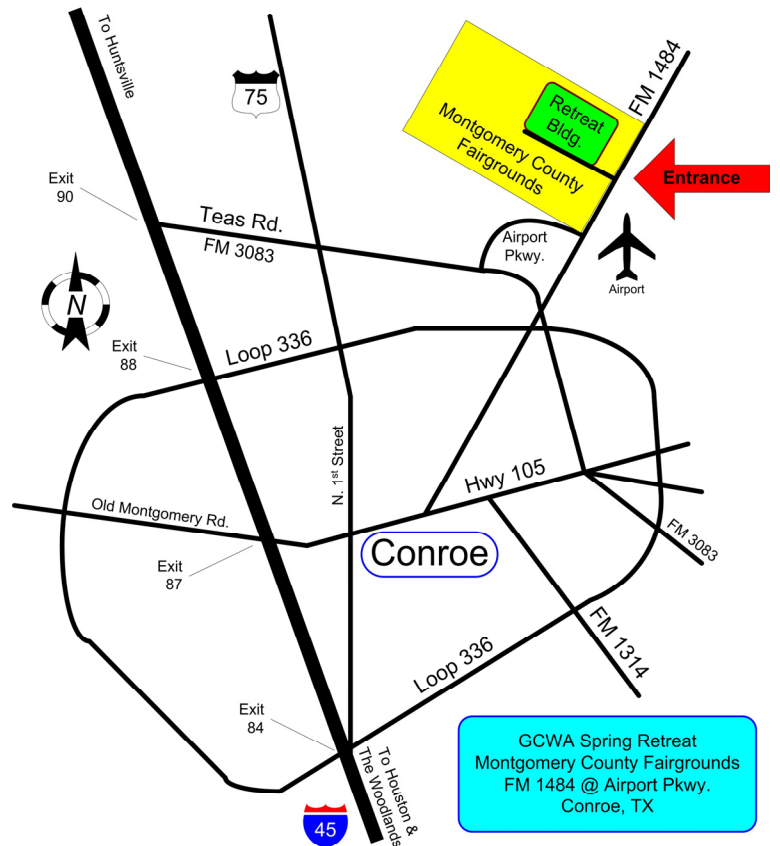 To Huntsville
75
FM 1484
Retreat
Bldg.
Montgomery County
Fairgrounds
Entrance
Exit
90
Teas Rd.
FM 3083
Airport
Pkwy.
Airport
N
Exit
88
Loop 336
N. 1st Street
Hwy 105
Old Montgomery Rd.
Conroe
FM 3083
Exit
87
FM 1314
Loop 336
Exit
84
To Houston &
The Woodlands
45
GCWA Spring Retreat
Montgomery County Fairgrounds
FM 1484 @ Airport Pkwy.
Conroe, TX